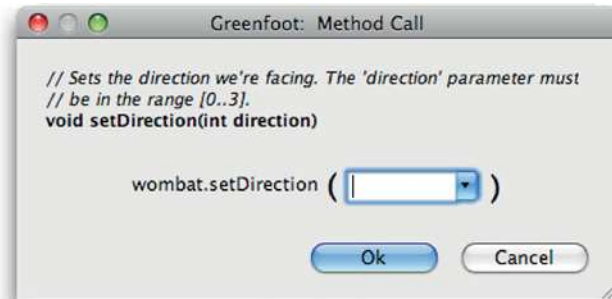 Greenfoot: Method Call
// Sets the direction we're facing. The 'direction' parameter must
// be in the range [0..3].
void setDirection(int direction)
wombat.setDirection ( )
Ok Cancel